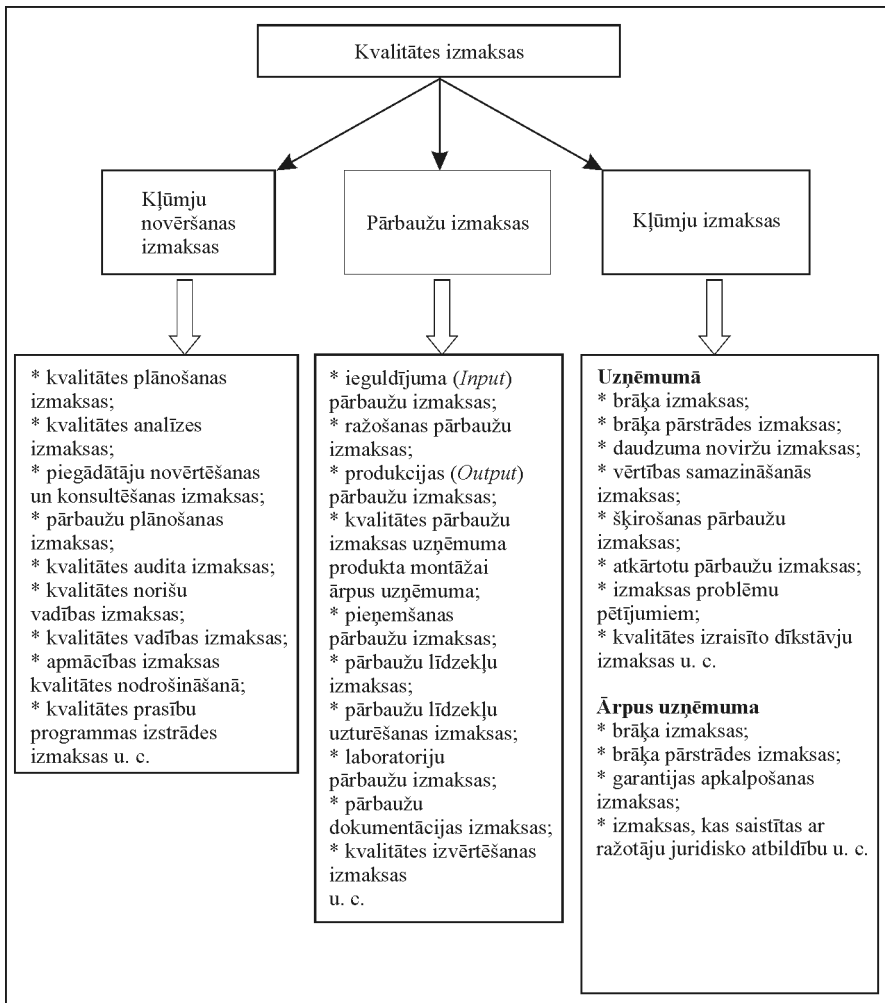 Kvalitātes izmaksas
Kļūmju
novēršanas
izmaksas
Pārbaužu izmaksas
Kļūmju izmaksas
* kvalitātes plānošanas
izmaksas;
* kvalitātes analīzes
izmaksas;
* piegādātāju novērtēšanas
un konsultēšanas izmaksas;
* pārbaužu plānošanas
izmaksas;
* kvalitātes audita izmaksas;
* kvalitātes norišu
vadības izmaksas;
* kvalitātes vadības izmaksas;
* apmācības izmaksas
kvalitātes nodrošināšanā;
* kvalitātes prasību
programmas izstrādes
izmaksas u. c.
* ieguldījuma (Input)
pārbaužu izmaksas;
* ražošanas pārbaužu
izmaksas;
* produkcijas (Output)
pārbaužu izmaksas;
* kvalitātes pārbaužu
izmaksas uzņēmuma
produkta montāžai
ārpus uzņēmuma;
* pieņemšanas
pārbaužu izmaksas;
* pārbaužu līdzekļu
izmaksas;
* pārbaužu līdzekļu
uzturēšanas izmaksas;
* laboratoriju
pārbaužu izmaksas;
* pārbaužu
dokumentācijas izmaksas;
* kvalitātes izvērtēšanas
izmaksas
u. c.
Uzņēmumā
* brāķa izmaksas;
* brāķa pārstrādes izmaksas;
* daudzuma noviržu izmaksas;
* vērtības samazināšanās
izmaksas;
* šķirošanas pārbaužu
izmaksas;
* atkārtotu pārbaužu izmaksas;
* izmaksas problēmu
pētījumiem;
* kvalitātes izraisīto dīkstāvju
izmaksas u. c.
Ārpus uzņēmuma
* brāķa izmaksas;
* brāķa pārstrādes izmaksas;
* garantijas apkalpošanas
izmaksas;
* izmaksas, kas saistītas ar
ražotāju juridisko atbildību u. c.